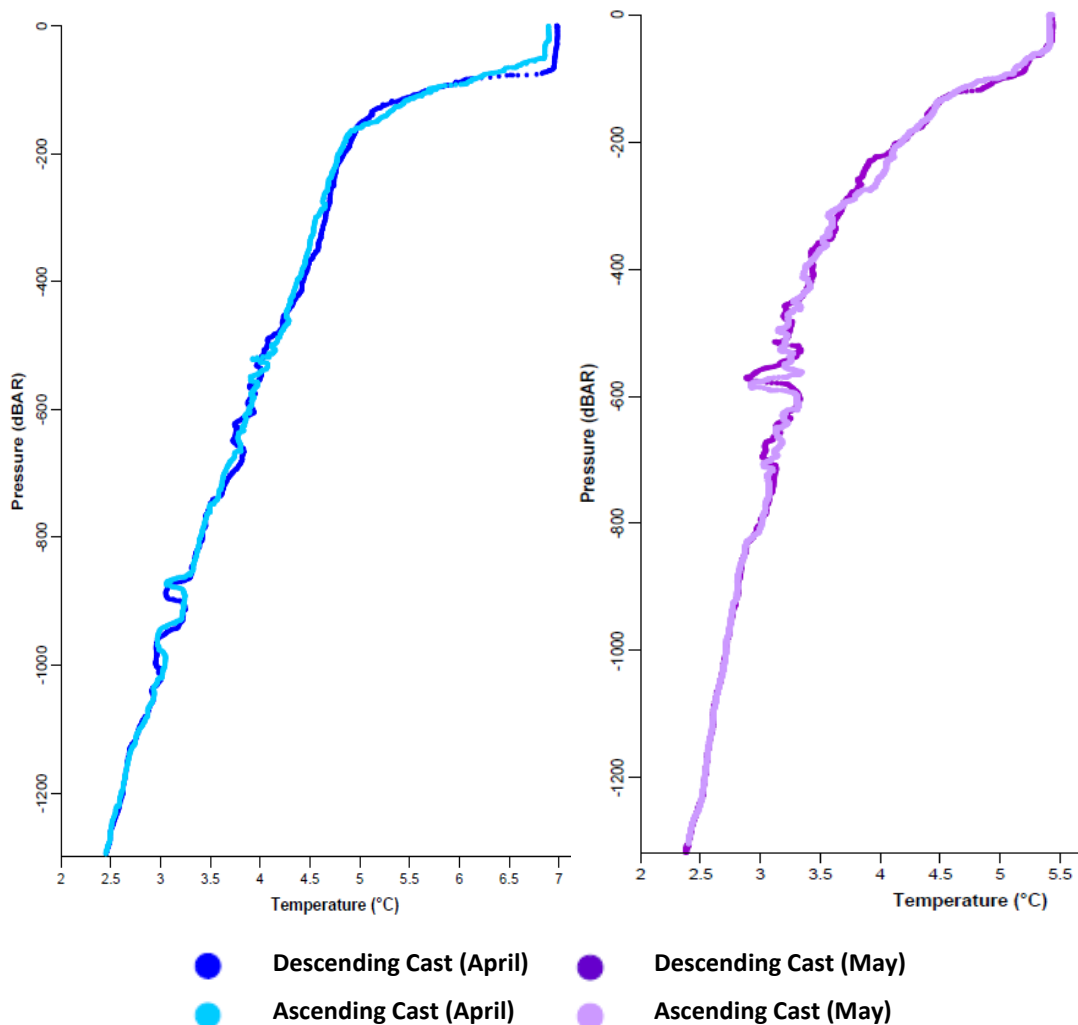 0
-200
-400
-600
-800
-1000
-1200
Pressure (dBAR)
2 2.5 3 3.5 4 4.5 5 5.5 6 6.5 7
Temperature (°C)
0
-200
-400
-600
-800
-1000
-1200
Pressure (dBAR)
2 2.5 3 3.5 4 4.5 5 5.5
Temperature (°C)
Descending Cast (April)
Descending Cast (May)
Ascending Cast (April)
Ascending Cast (May)